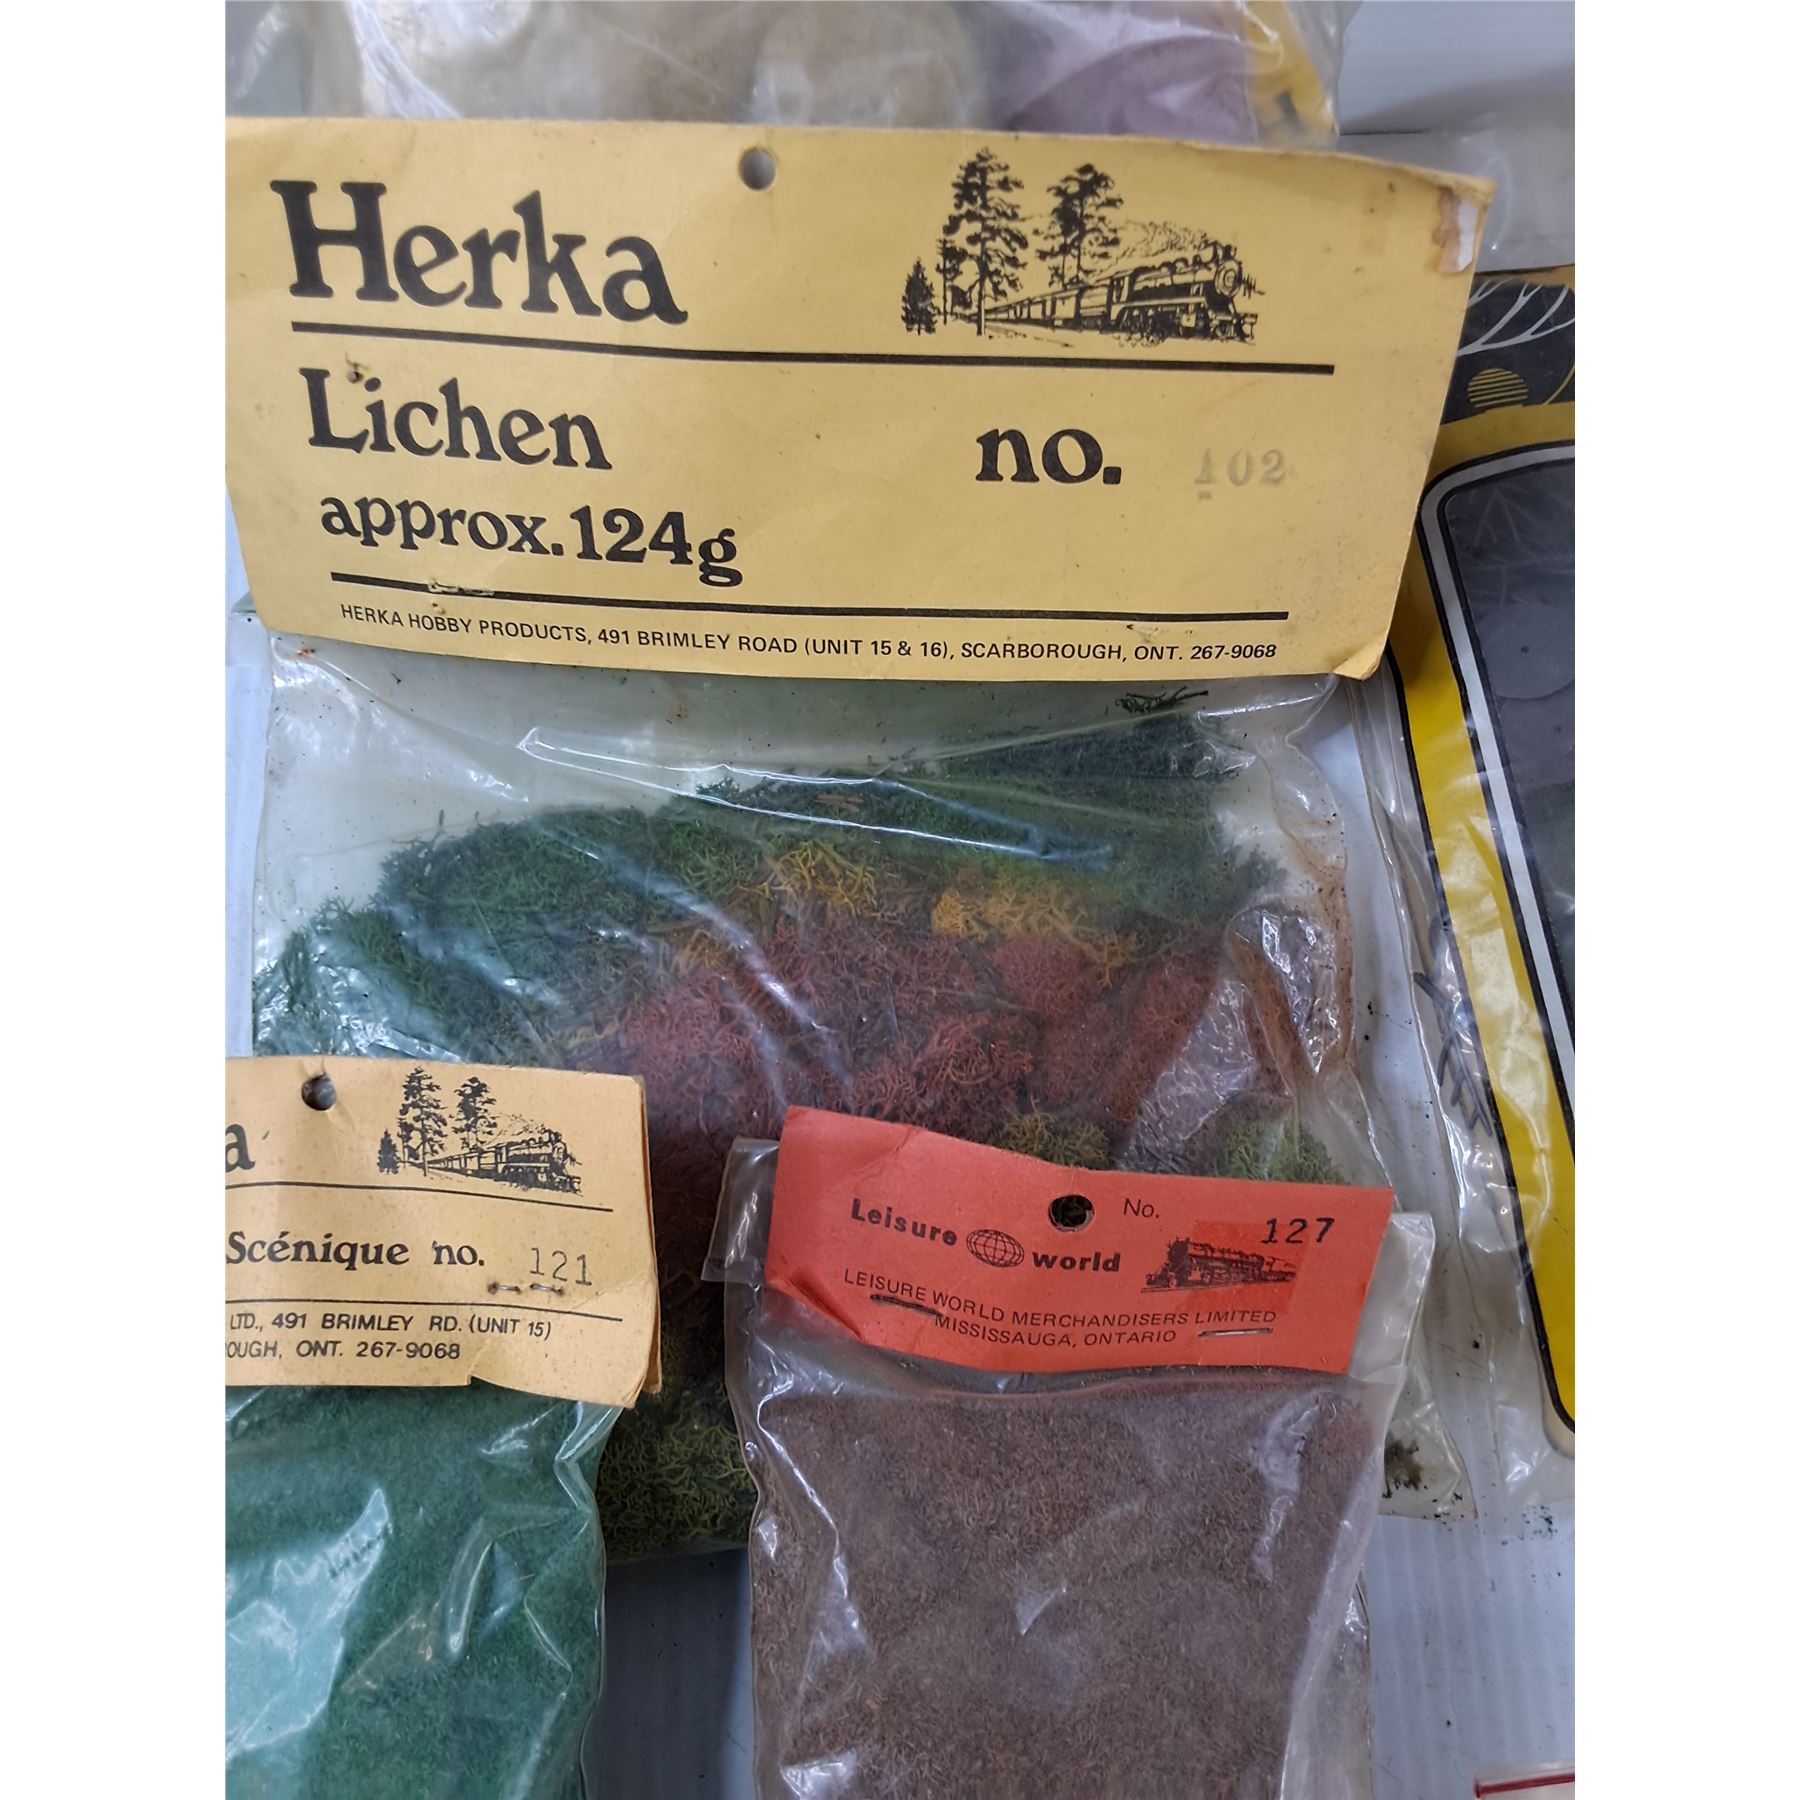 Herka
Lichen
no. 102
approx. 124g
HERKA HOBBY PRODUCTS, 491 BRIMLEY ROAD (UNIT 15 & 16), SCARBOROUGH, ONT. 267-9068
a
Scénique no. 121
LTD., 491 BRIMLEY RD. (UNIT 15)
OUGH, ONT. 267-9068
Leisure world
No. 127
LEISURE WORLD MERCHANDISERS LIMITED
MISSISSAUGA, ONTARIO